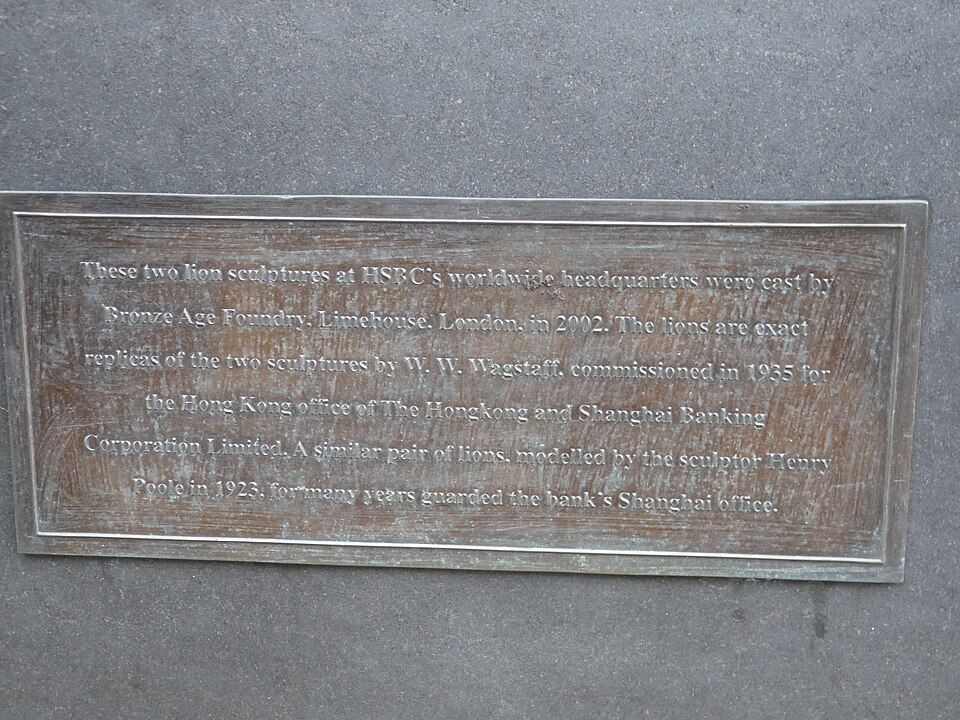 These two lion sculptures at HSBC's worldwide headquarters were cast by
Bronze Age Foundry, Limehouse, London, in 2002. The lions are exact
replicas of the two sculptures by W. W. Wagstaff, commissioned in 1935 for
the Hong Kong office of The Hongkong and Shanghai Banking
Corporation Limited. A similar pair of lions, modelled by the sculptor Henry
Poole in 1923, for many years guarded the bank's Shanghai office.